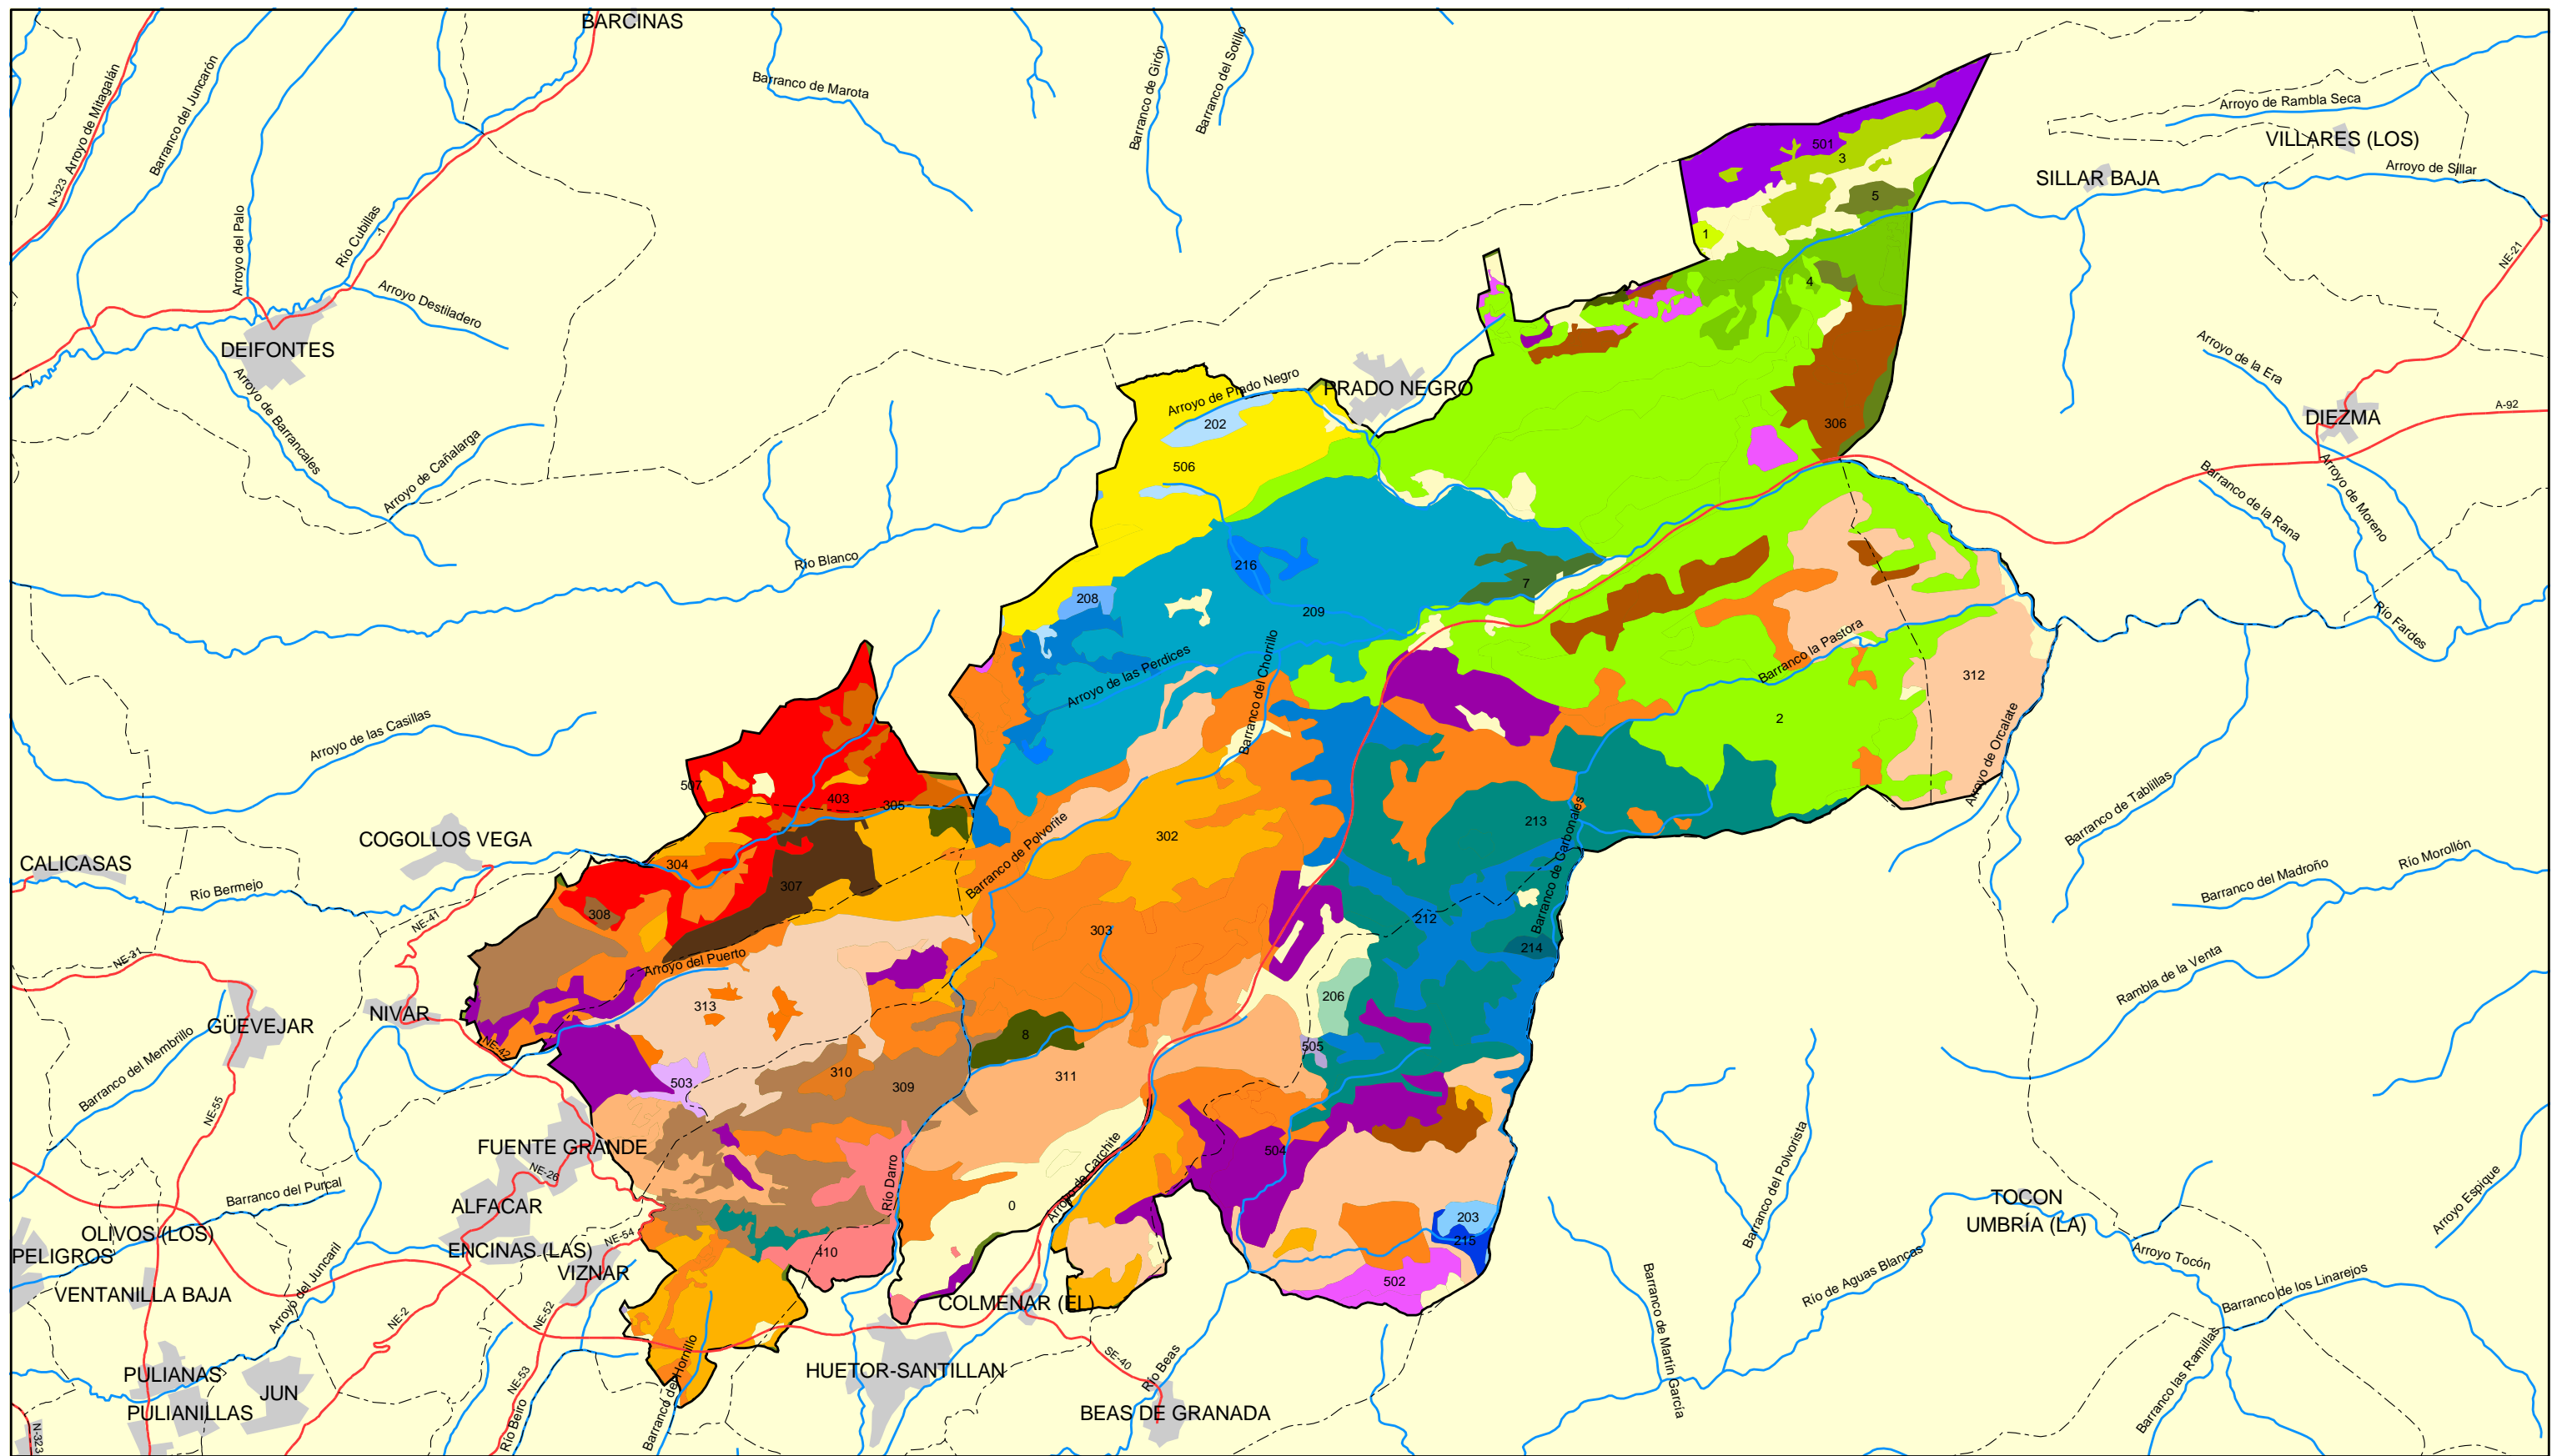 BARCINAS
N-323
Arroyo de Mitagalán
Barranco del Juncarón
Barranco de Marota
Barranco de Girón
Barranco del Sotillo
Arroyo de Rambla Seca
VILLARES (LOS)
Arroyo de Sillar
SILLAR BAJA
501
3
5
1
4
NE-21
Arroyo del Palo
Río Cubillas
-1
Arroyo Destiladero
DEIFONTES
Arroyo de Barrancales
Arroyo de Cañalarga
Arroyo de Prado Negro
PRADO NEGRO
202
506
306
Arroyo de la Era
DIEZMA
A-92
Barranco de la Rana
Arroyo de Moreno
Río Fardes
Río Blanco
216
208
209
7
Arroyo de las Perdices
Barranco del Chorrillo
Barranco la Pastora
312
2
Arroyo de Orcalate
Barranco de Tablillas
Arroyo de las Casillas
507
403
305
COGOLLOS VEGA
CALICASAS
Río Bermejo
304
307
308
NE-41
NE-31
Barranco de Polvorite
302
303
213
Barranco de Carbonales
212
214
Barranco del Madroño
Río Morollón
Rambla de la Venta
Arroyo del Puerto
313
NIVAR
NE-42
GÜEVEJAR
Barranco del Membrillo
NE-55
206
505
8
503
310
309
311
FUENTE GRANDE
NE-26
ALFACAR
Barranco del Purcal
OLIVOS (LOS)
PELIGROS
ENCINAS (LAS)
NE-54
VIZNAR
VENTANILLA BAJA
Arroyo del Juncaril
NE-2
NE-52
NE-53
Río Darro
410
0
Arroyo de Carchite
504
203
215
502
Barranco del Polvorista
Barranco de Martín García
Río de Aguas Blancas
TOCON
UMBRÍA (LA)
Arroyo Tocón
Arroyo Espique
Barranco de los Linarejos
Barranco las Ramillas
COLMENAR (EL)
HUETOR-SANTILLAN
SE-40
Río Beas
BEAS DE GRANADA
PULIANAS
JUN
PULIANILLAS
N-323
Río Beiro
Barranco del Hornillo